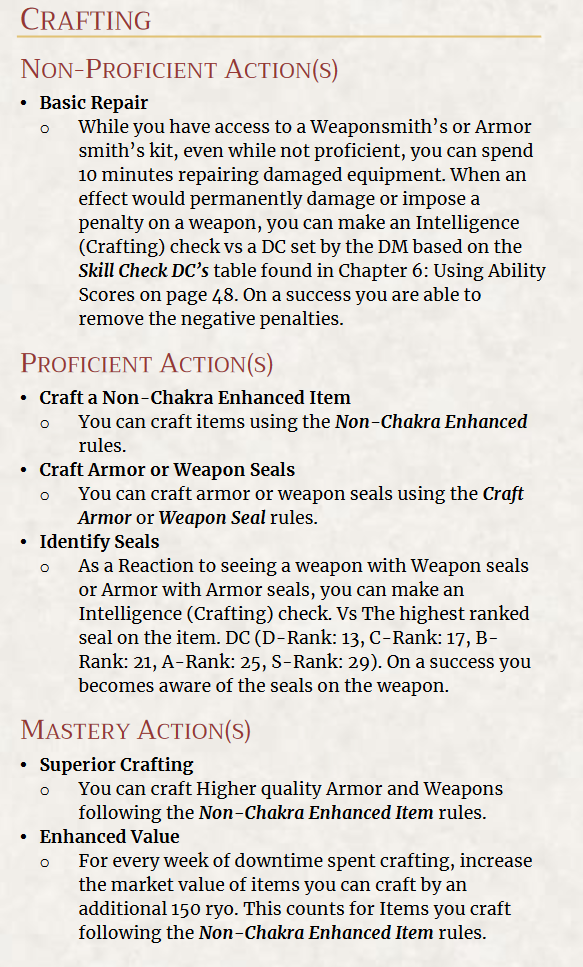 CRAFTING
NON-PROFICIENT ACTION(S)
• Basic Repair
o While you have access to a Weaponsmith's or Armor
smith's kit, even while not proficient, you can spend
10 minutes repairing damaged equipment. When an
effect would permanently damage or impose a
penalty on a weapon, you can make an Intelligence
(Crafting) check vs a DC set by the DM based on the
Skill Check DC's table found in Chapter 6: Using Ability
Scores on page 48. On a success you are able to
remove the negative penalties.
PROFICIENT ACTION(S)
• Craft a Non-Chakra Enhanced Item
o You can craft items using the Non-Chakra Enhanced
rules.
• Craft Armor or Weapon Seals
o You can craft armor or weapon seals using the Craft
Armor or Weapon Seal rules.
• Identify Seals
o As a Reaction to seeing a weapon with Weapon seals
or Armor with Armor seals, you can make an
Intelligence (Crafting) check. Vs The highest ranked
seal on the item. DC (D-Rank: 13, C-Rank: 17, B-
Rank: 21, A-Rank: 25, S-Rank: 29). On a success you
becomes aware of the seals on the weapon.
MASTERY ACTION(S)
• Superior Crafting
o You can craft Higher quality Armor and Weapons
following the Non-Chakra Enhanced Item rules.
• Enhanced Value
o For every week of downtime spent crafting, increase
the market value of items you can craft by an
additional 150 ryo. This counts for Items you craft
following the Non-Chakra Enhanced Item rules.